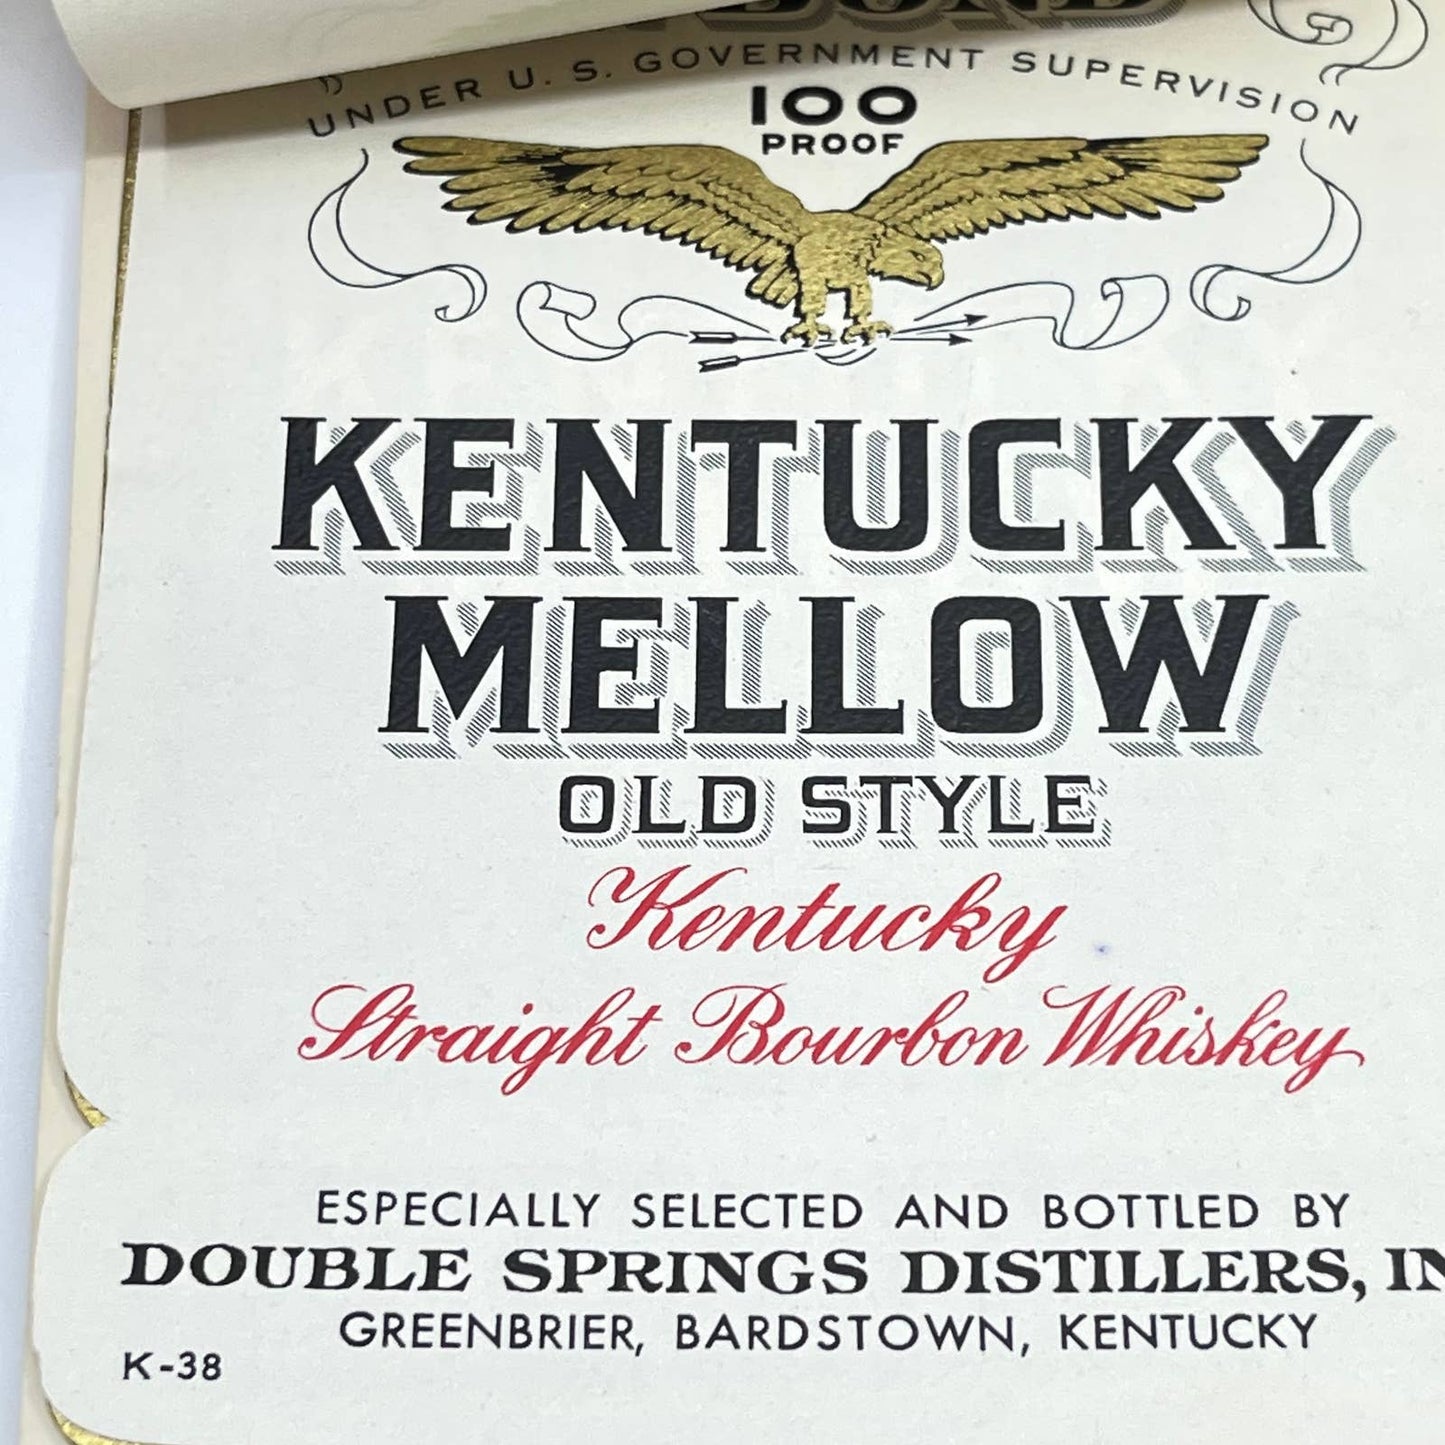 BOND
UNDER U. S. GOVERNMENT SUPERVISION
100
PROOF
KENTUCKY
MELLOW
OLD STYLE
Kentucky
Straight Bourbon Whiskey
ESPECIALLY SELECTED AND BOTTLED BY
DOUBLE SPRINGS DISTILLERS,
GREENBRIER, BARDSTOWN, KENTUCKY
K-38